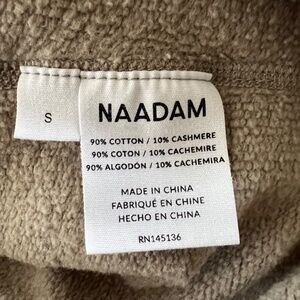 S
NAADAM
90% COTTON / 10% CASHMERE
90% COTON / 10% CACHEMIRE
90% ALGODÓN / 10% CACHEMIRA
MADE IN CHINA
FABRIQUÉ EN CHINE
HECHO EN CHINA
RN145136